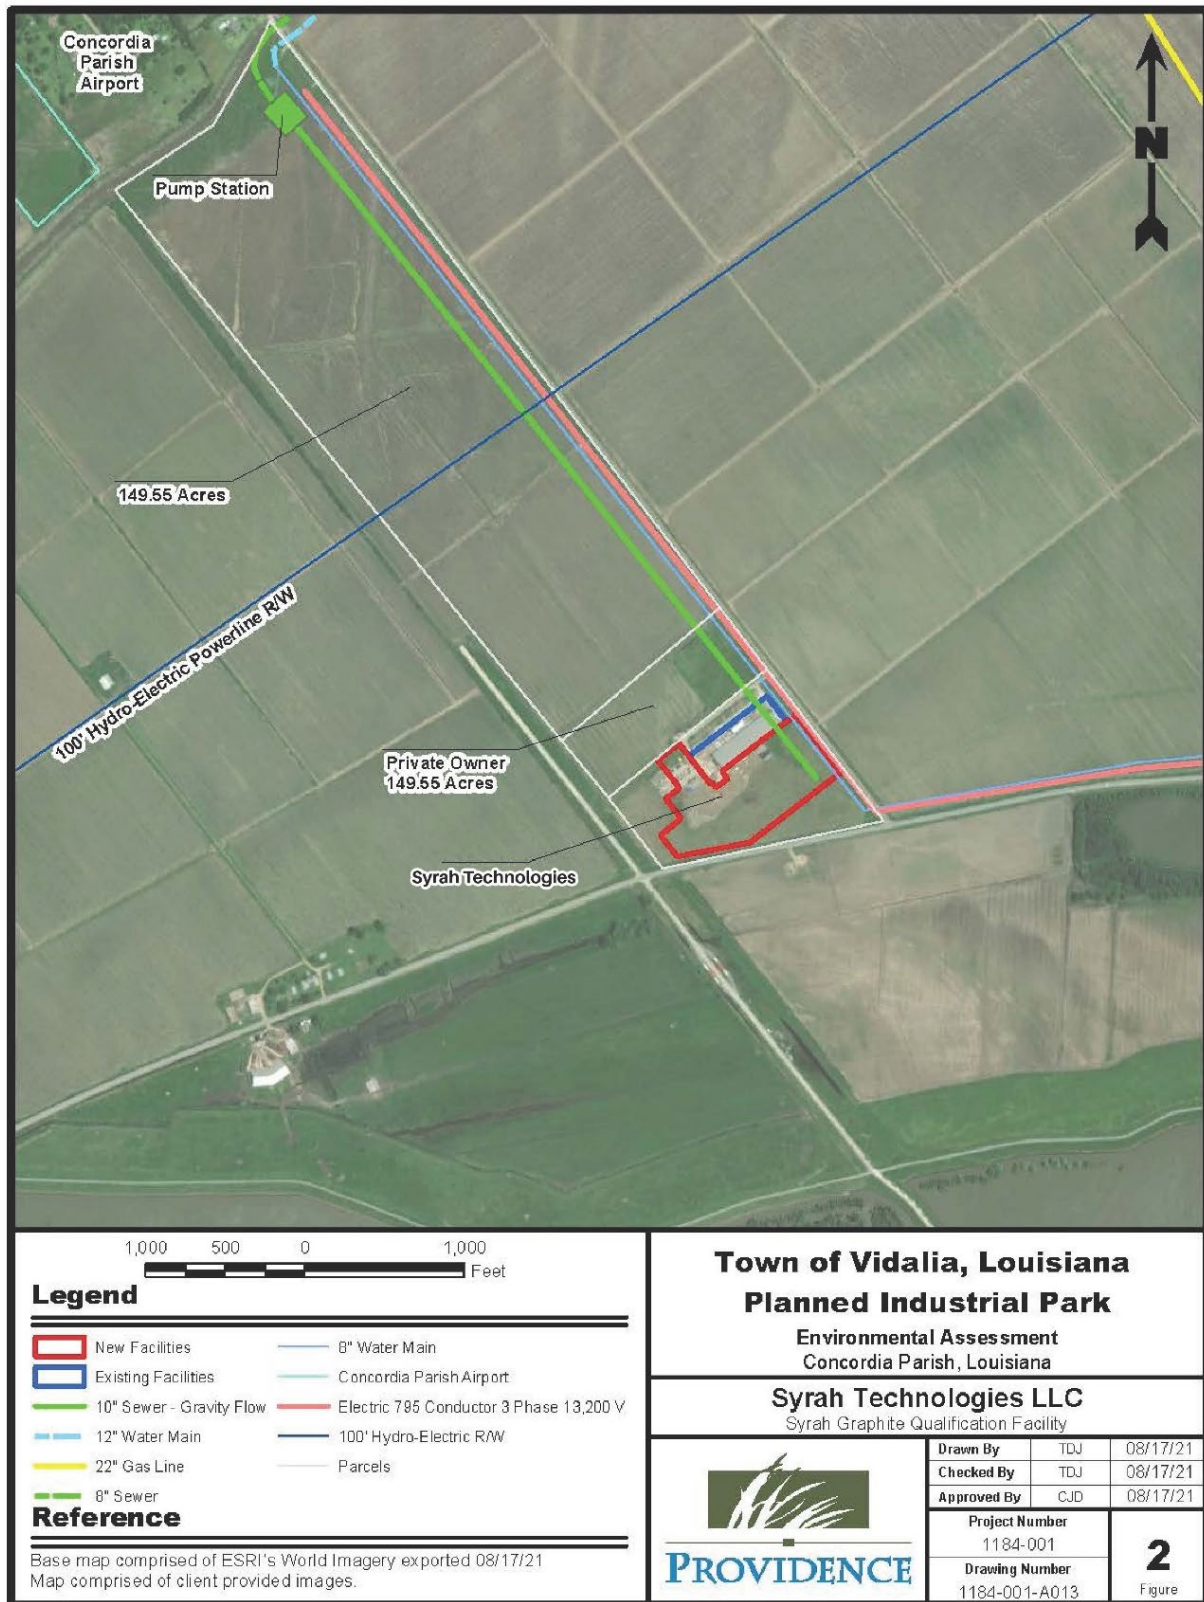 Concordia
Parish
Airport
N
Pump Station
149.55 Acres
100' Hydro-Electric Powerline R/W
Private Owner
149.55 Acres
Syrah Technologies
1,000 500 0 1,000
Feet
Legend
New Facilities
Existing Facilities
10" Sewer - Gravity Flow
12" Water Main
22" Gas Line
8" Sewer
8" Water Main
Concordia Parish Airport
Electric 795 Conductor 3 Phase 13,200 V
100' Hydro-Electric R/W
Parcels
Reference
Base map comprised of ESRI's World Imagery exported 08/17/21
Map comprised of client provided images.
Town of Vidalia, Louisiana
Planned Industrial Park
Environmental Assessment
Concordia Parish, Louisiana
Syrah Technologies LLC
Syrah Graphite Qualification Facility
PROVIDENCE
Drawn By TDJ 08/17/21
Checked By TDJ 08/17/21
Approved By CJD 08/17/21
Project Number
1184-001
Drawing Number
1184-001-A013
2
Figure